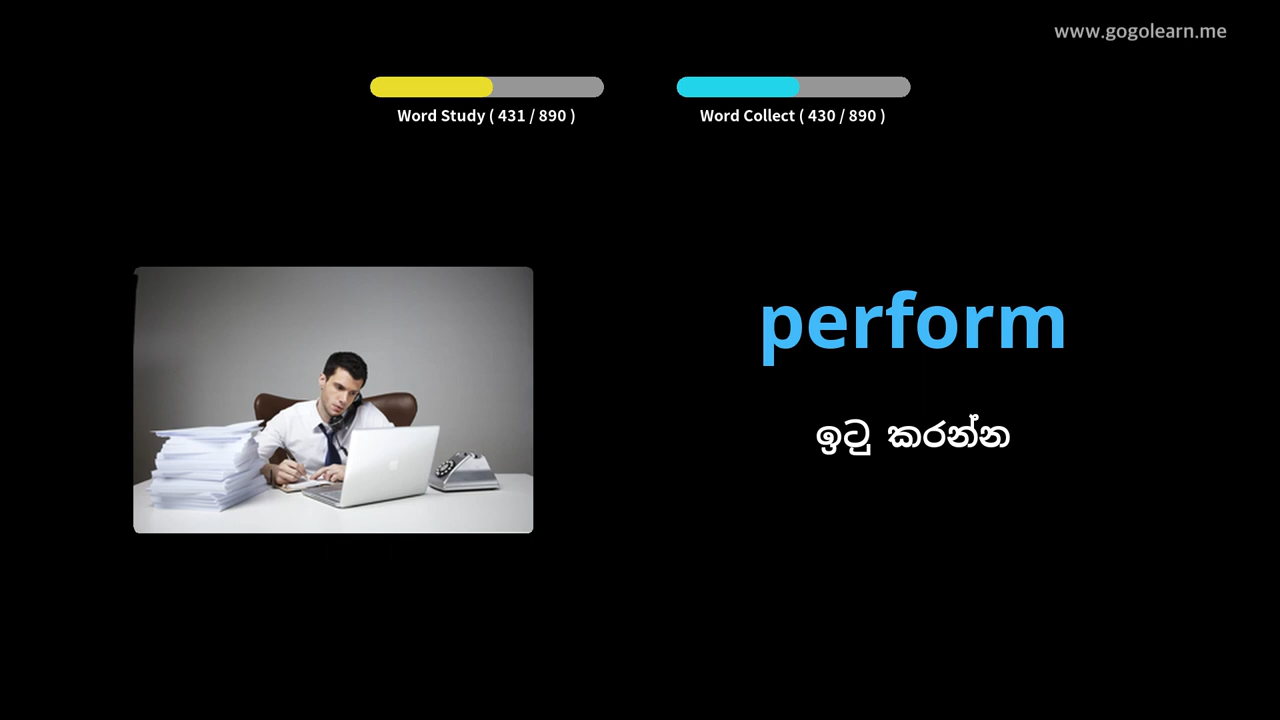 www.gogolearn.me
Word Study ( 431 / 890 )
Word Collect ( 430 / 890 )
perform
ඉටු කරන්න